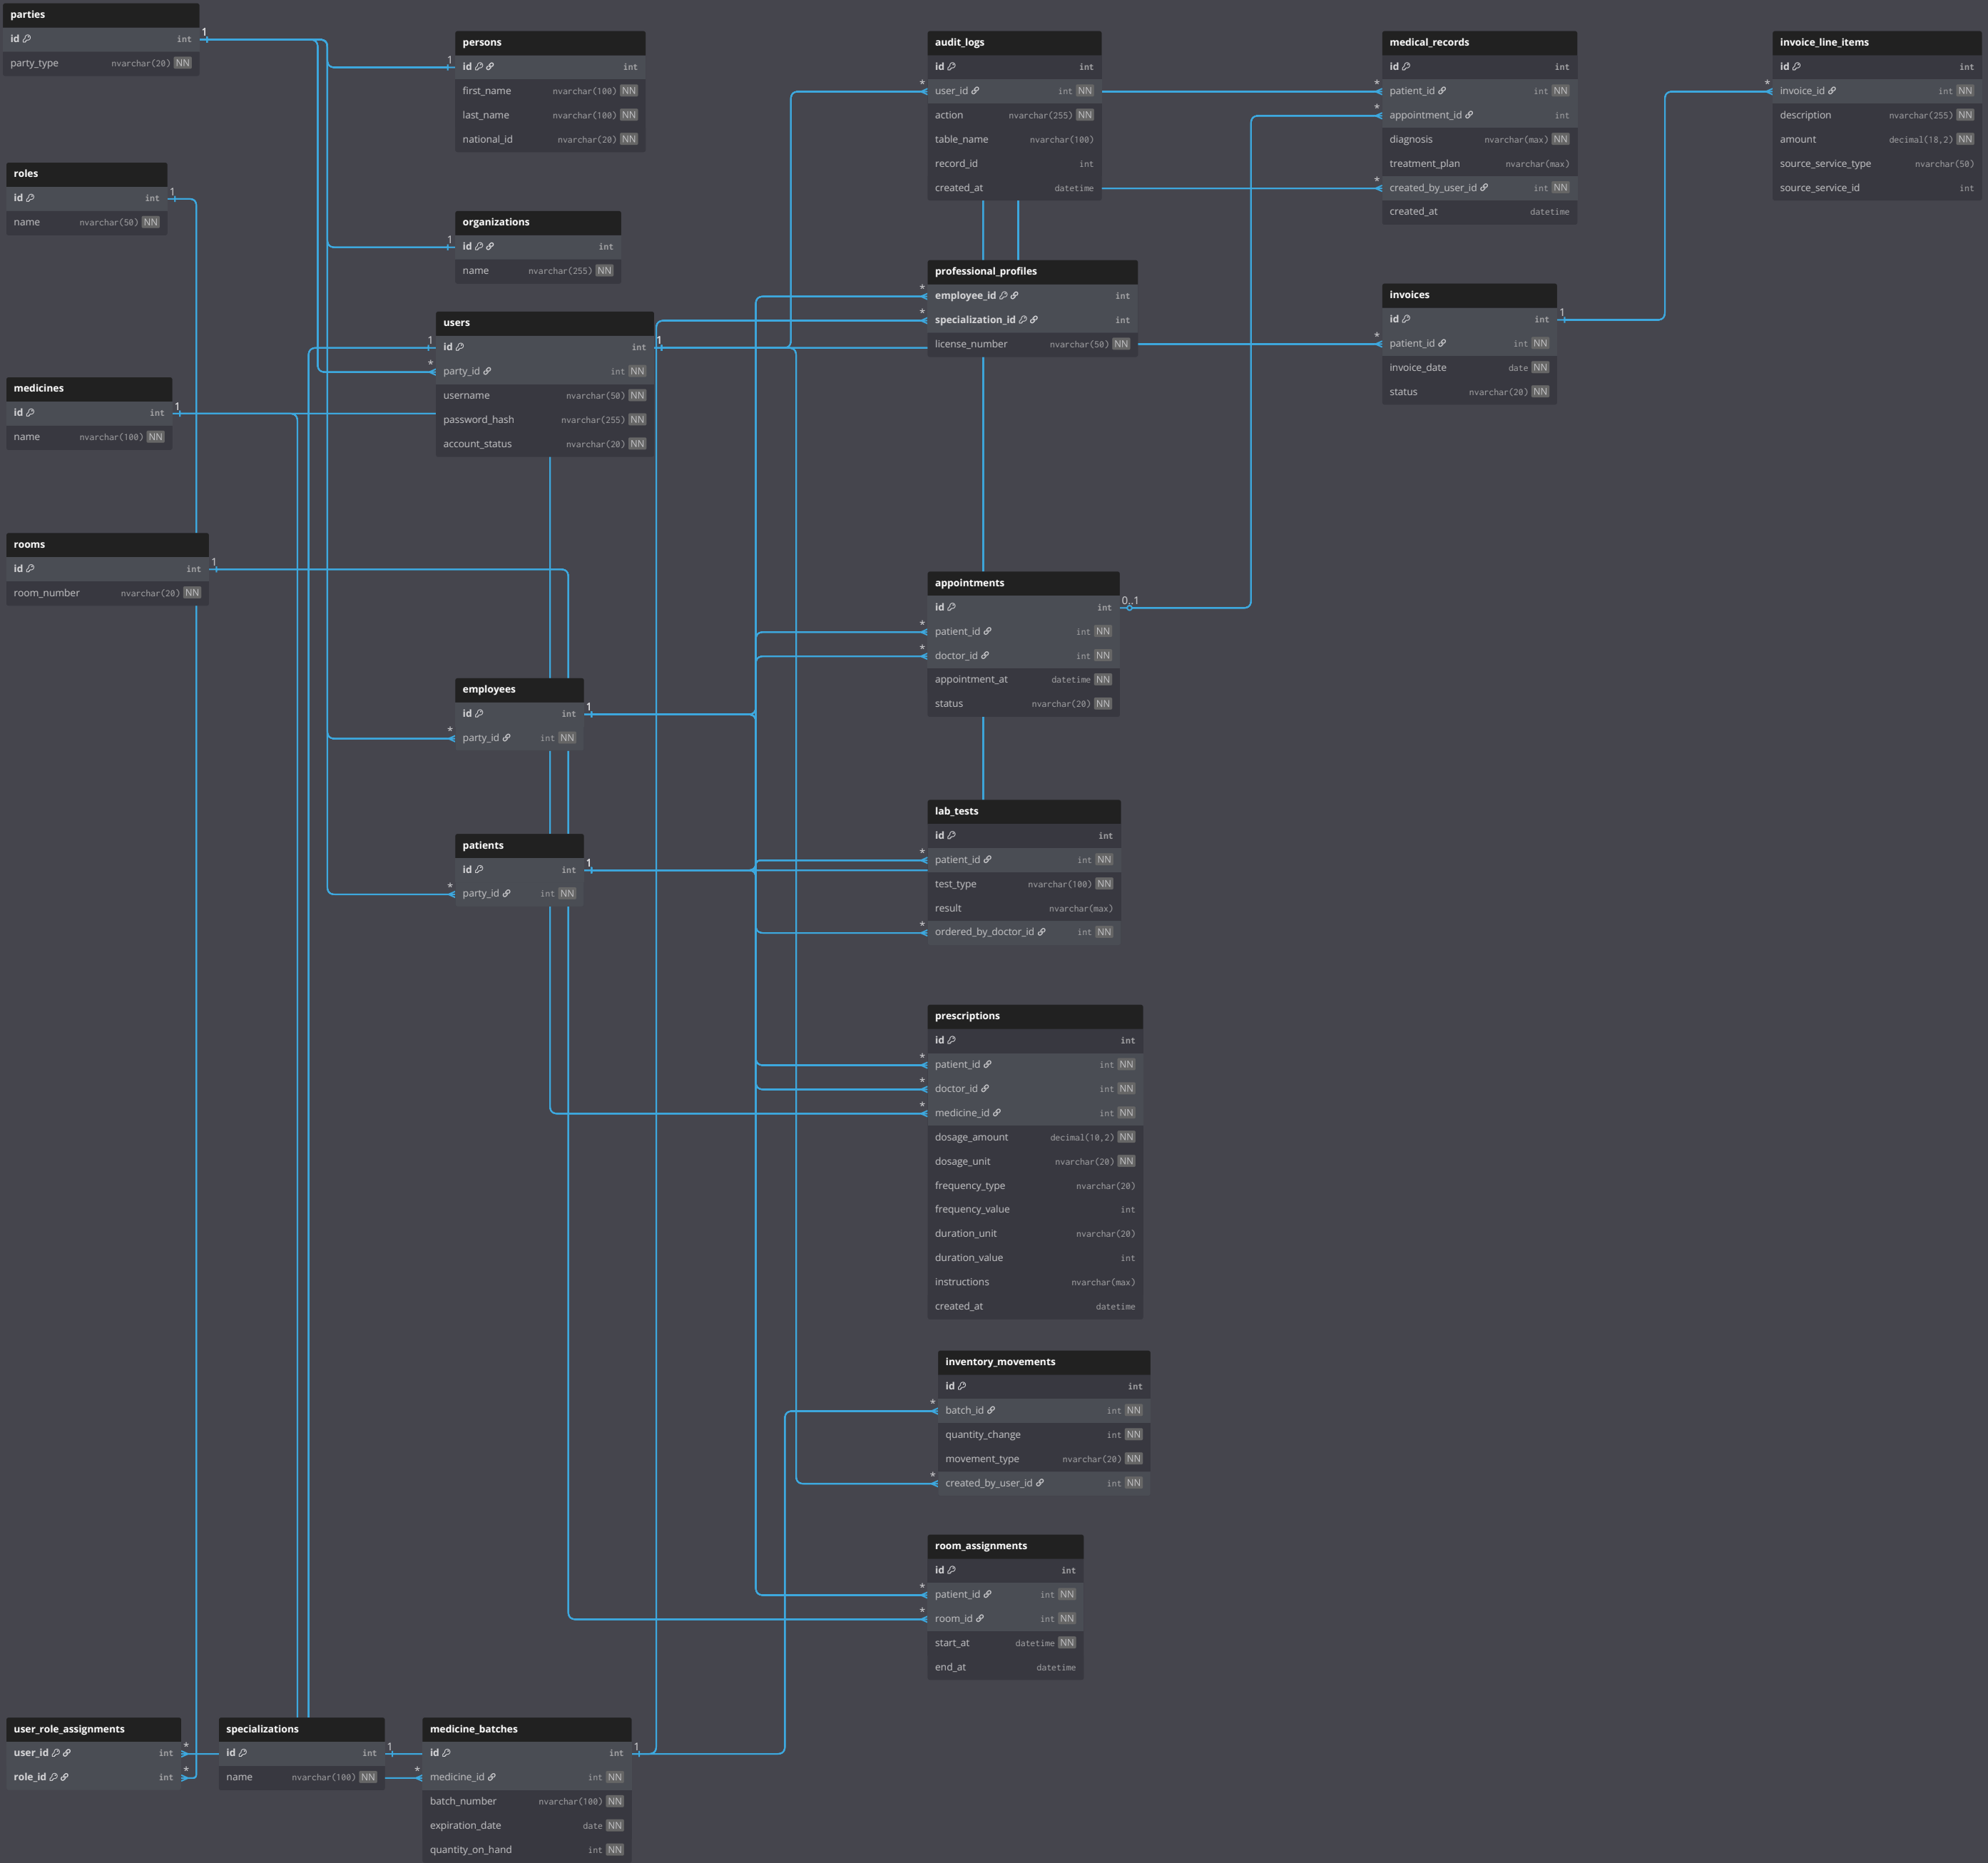 parties
id int
party_type nvarchar(20) NN
1
roles
id int
name nvarchar(50) NN
1
medicines
id int
name nvarchar(100) NN
1
rooms
id int
room_number nvarchar(20) NN
1
persons
1
id int
first_name nvarchar(100) NN
last_name nvarchar(100) NN
national_id nvarchar(20) NN
organizations
1
id int
name nvarchar(255) NN
users
1 1
id int
*
party_id int NN
username nvarchar(50) NN
password_hash nvarchar(255) NN
account_status nvarchar(20) NN
employees
id int
1
*
party_id int NN
patients
id int
1
*
party_id int NN
audit_logs
id int
*
user_id int NN
action nvarchar(255) NN
table_name nvarchar(100)
record_id int
created_at datetime
professional_profiles
*
employee_id int
*
specialization_id int
license_number nvarchar(50) NN
appointments
id int
0..1
*
patient_id int NN
*
doctor_id int NN
appointment_at datetime NN
status nvarchar(20) NN
lab_tests
id int
*
patient_id int NN
test_type nvarchar(100) NN
result nvarchar(max)
*
ordered_by_doctor_id int NN
prescriptions
id int
*
patient_id int NN
*
doctor_id int NN
*
medicine_id int NN
dosage_amount decimal(10,2) NN
dosage_unit nvarchar(20) NN
frequency_type nvarchar(20)
frequency_value int
duration_unit nvarchar(20)
duration_value int
instructions nvarchar(max)
created_at datetime
inventory_movements
id int
*
batch_id int NN
quantity_change int NN
movement_type nvarchar(20) NN
*
created_by_user_id int NN
room_assignments
id int
*
patient_id int NN
*
room_id int NN
start_at datetime NN
end_at datetime
medical_records
id int
*
patient_id int NN
*
appointment_id int
diagnosis nvarchar(max) NN
treatment_plan nvarchar(max)
*
created_by_user_id int NN
created_at datetime
invoices
id int
1
*
patient_id int NN
invoice_date date NN
status nvarchar(20) NN
invoice_line_items
id int
*
invoice_id int NN
description nvarchar(255) NN
amount decimal(18,2) NN
source_service_type nvarchar(50)
source_service_id int
user_role_assignments
user_id int
*
role_id int
*
specializations
id int
1
name nvarchar(100) NN
medicine_batches
id int
1
*
medicine_id int NN
batch_number nvarchar(100) NN
expiration_date date NN
quantity_on_hand int NN